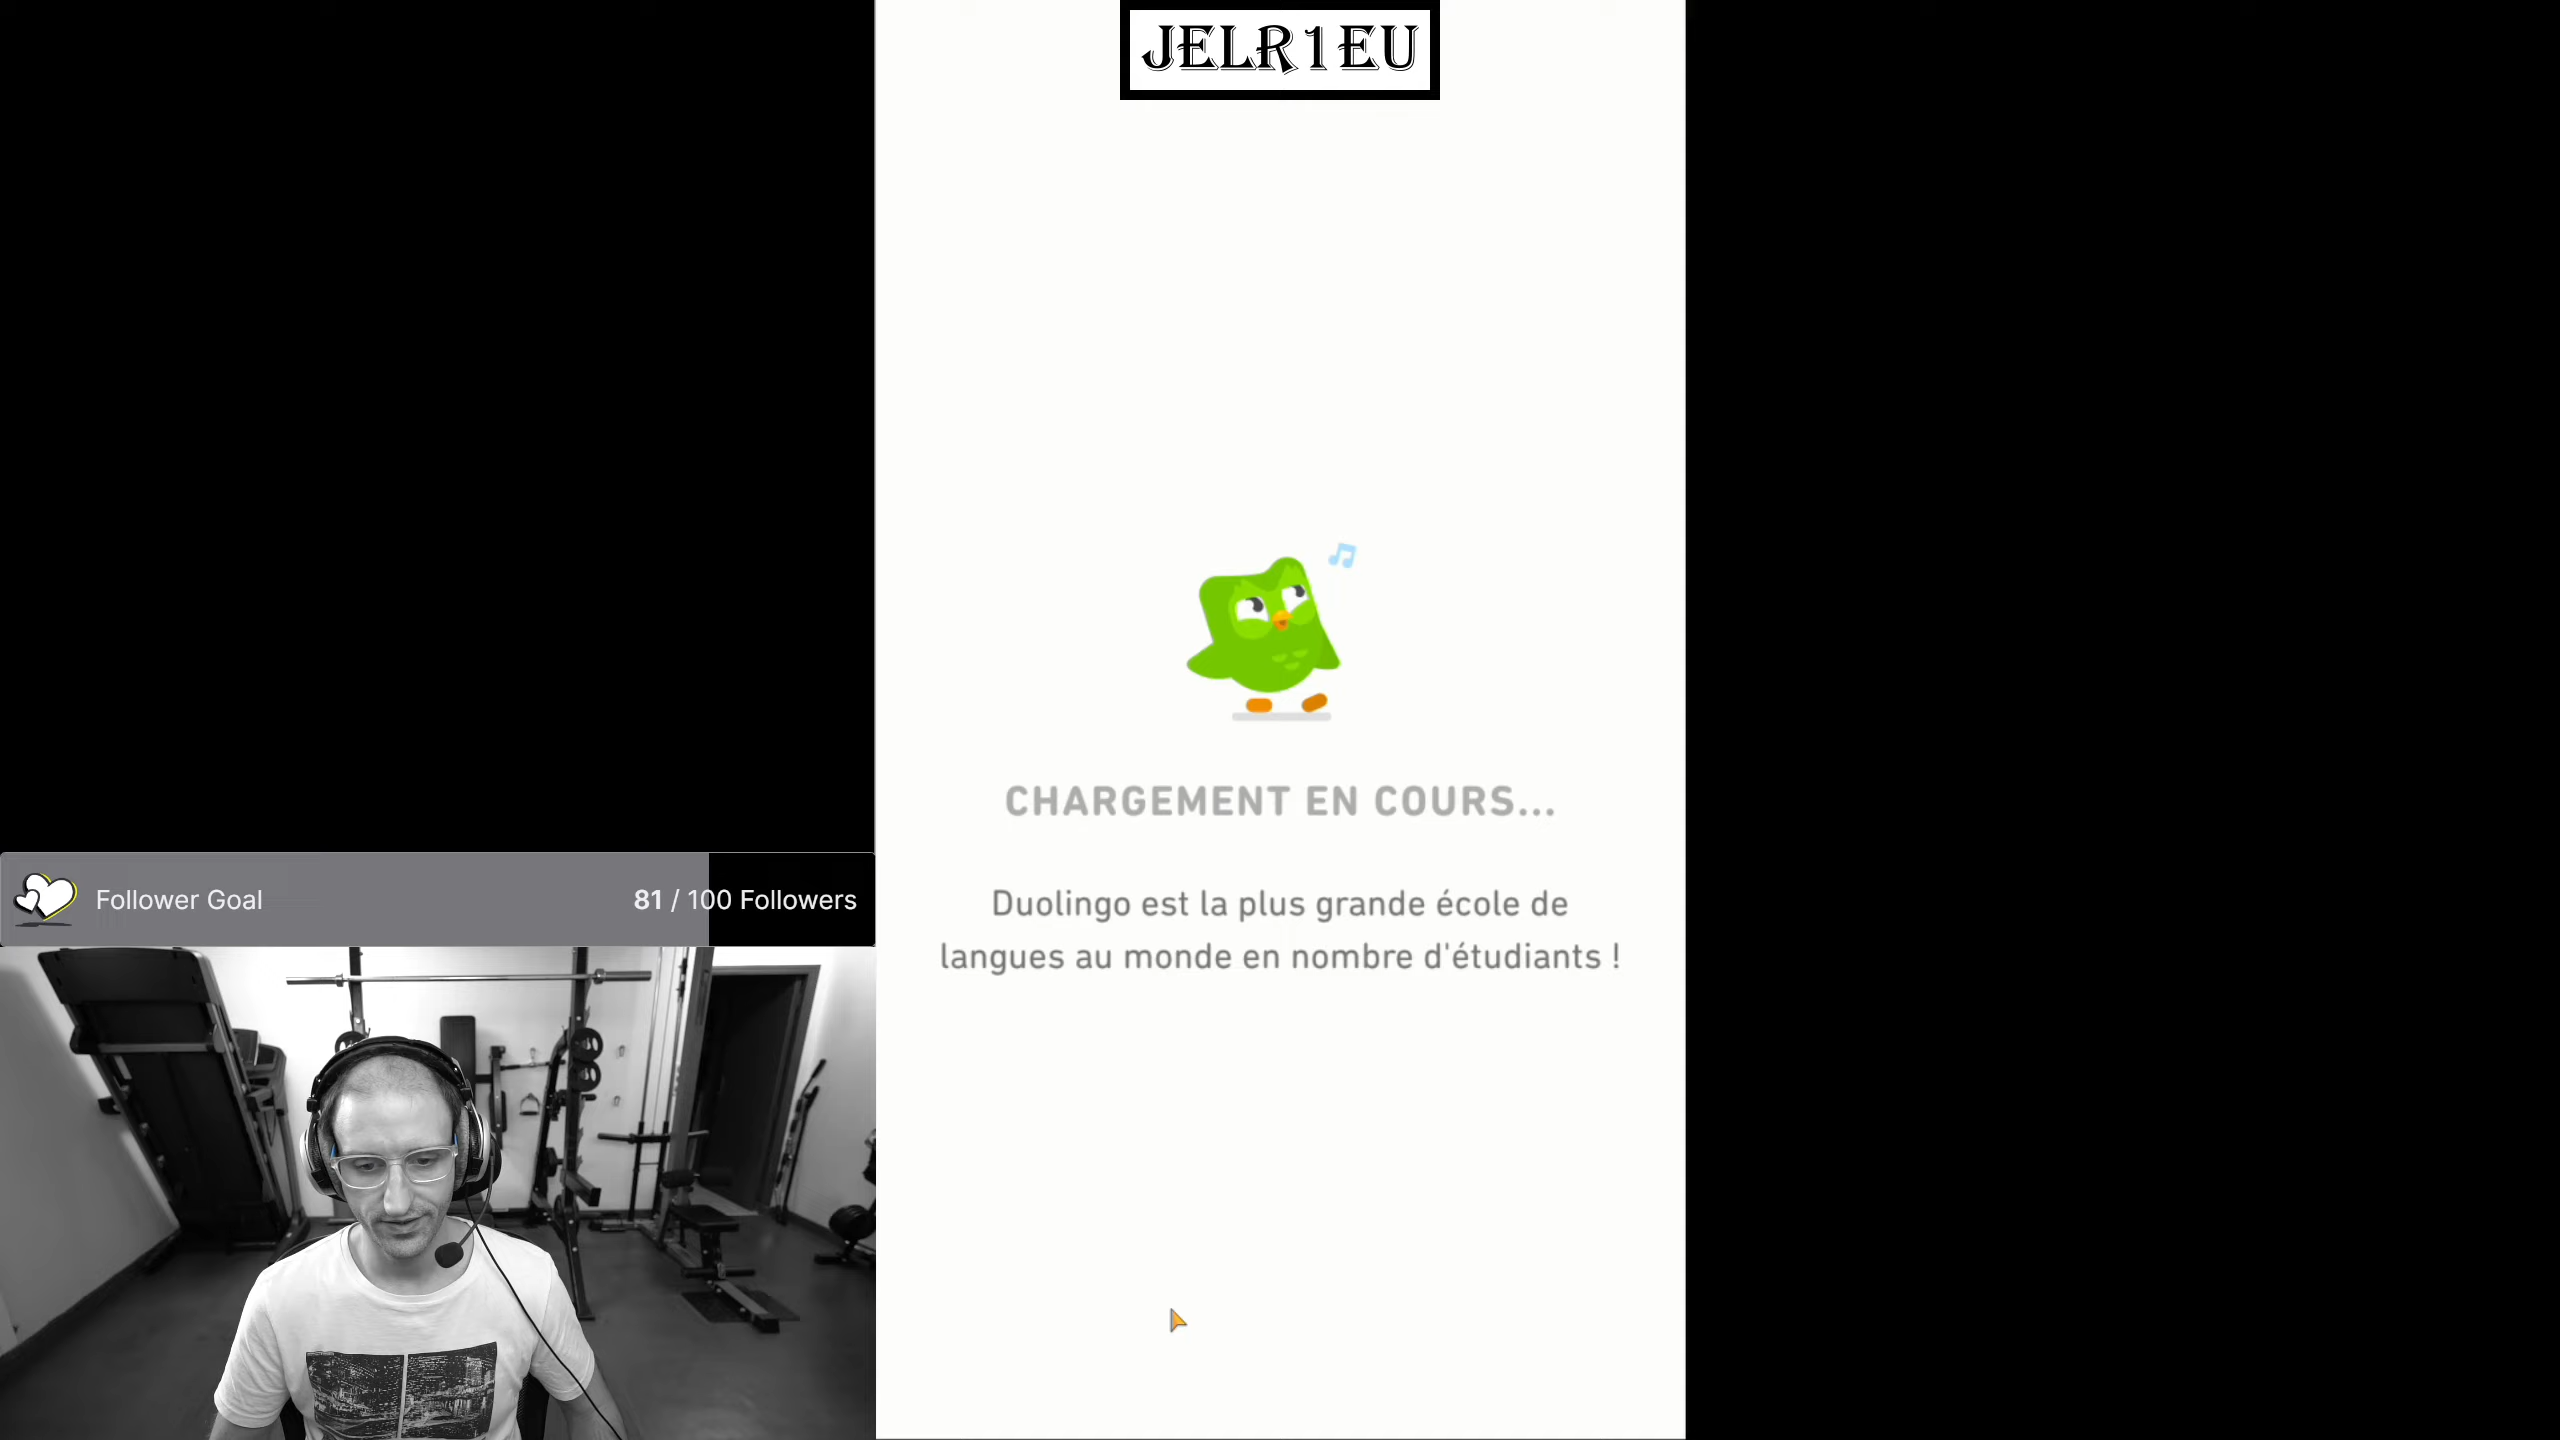 JELR1EU
CHARGEMENT EN COURS...
Duolingo est la plus grande école de
langues au monde en nombre d'étudiants !
Follower Goal
81 / 100 Followers